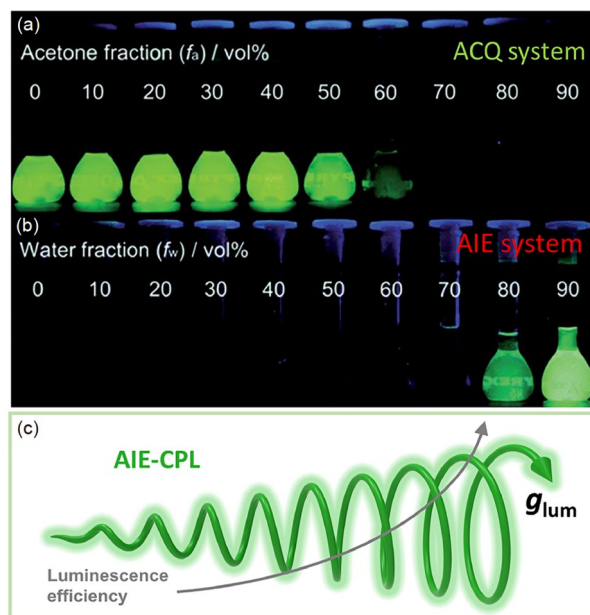 (a)
Acetone fraction (fa) / vol% ACQ system
0 10 20 30 40 50 60 70 80 90
(b)
Water fraction (fw) / vol% AIE system
0 10 20 30 40 50 60 70 80 90
(c)
AIE-CPL
glum
Luminescence
efficiency